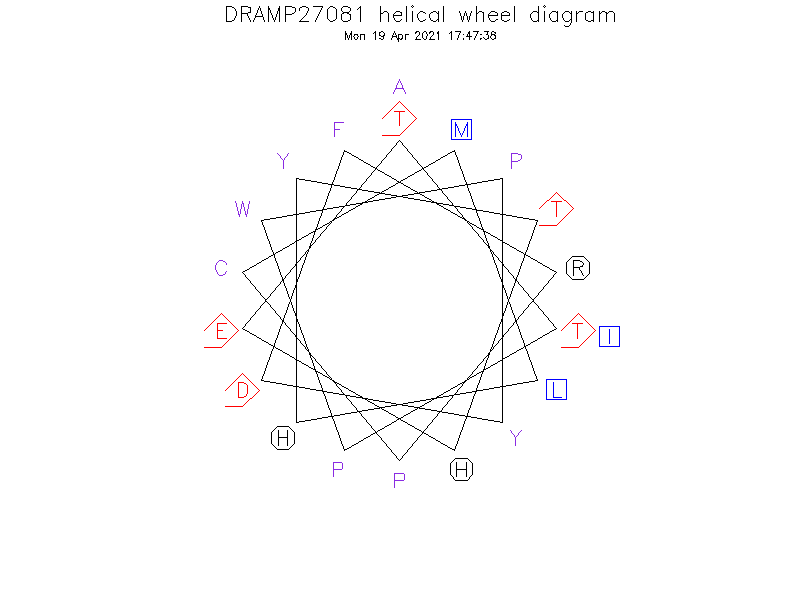 DRAMP27081 helical wheel diagram
Mon 19 Apr 2021 17:47:38
A
T
F
M
Y
P
W
T
C
R
E
T
I
D
L
H
Y
P
H
P